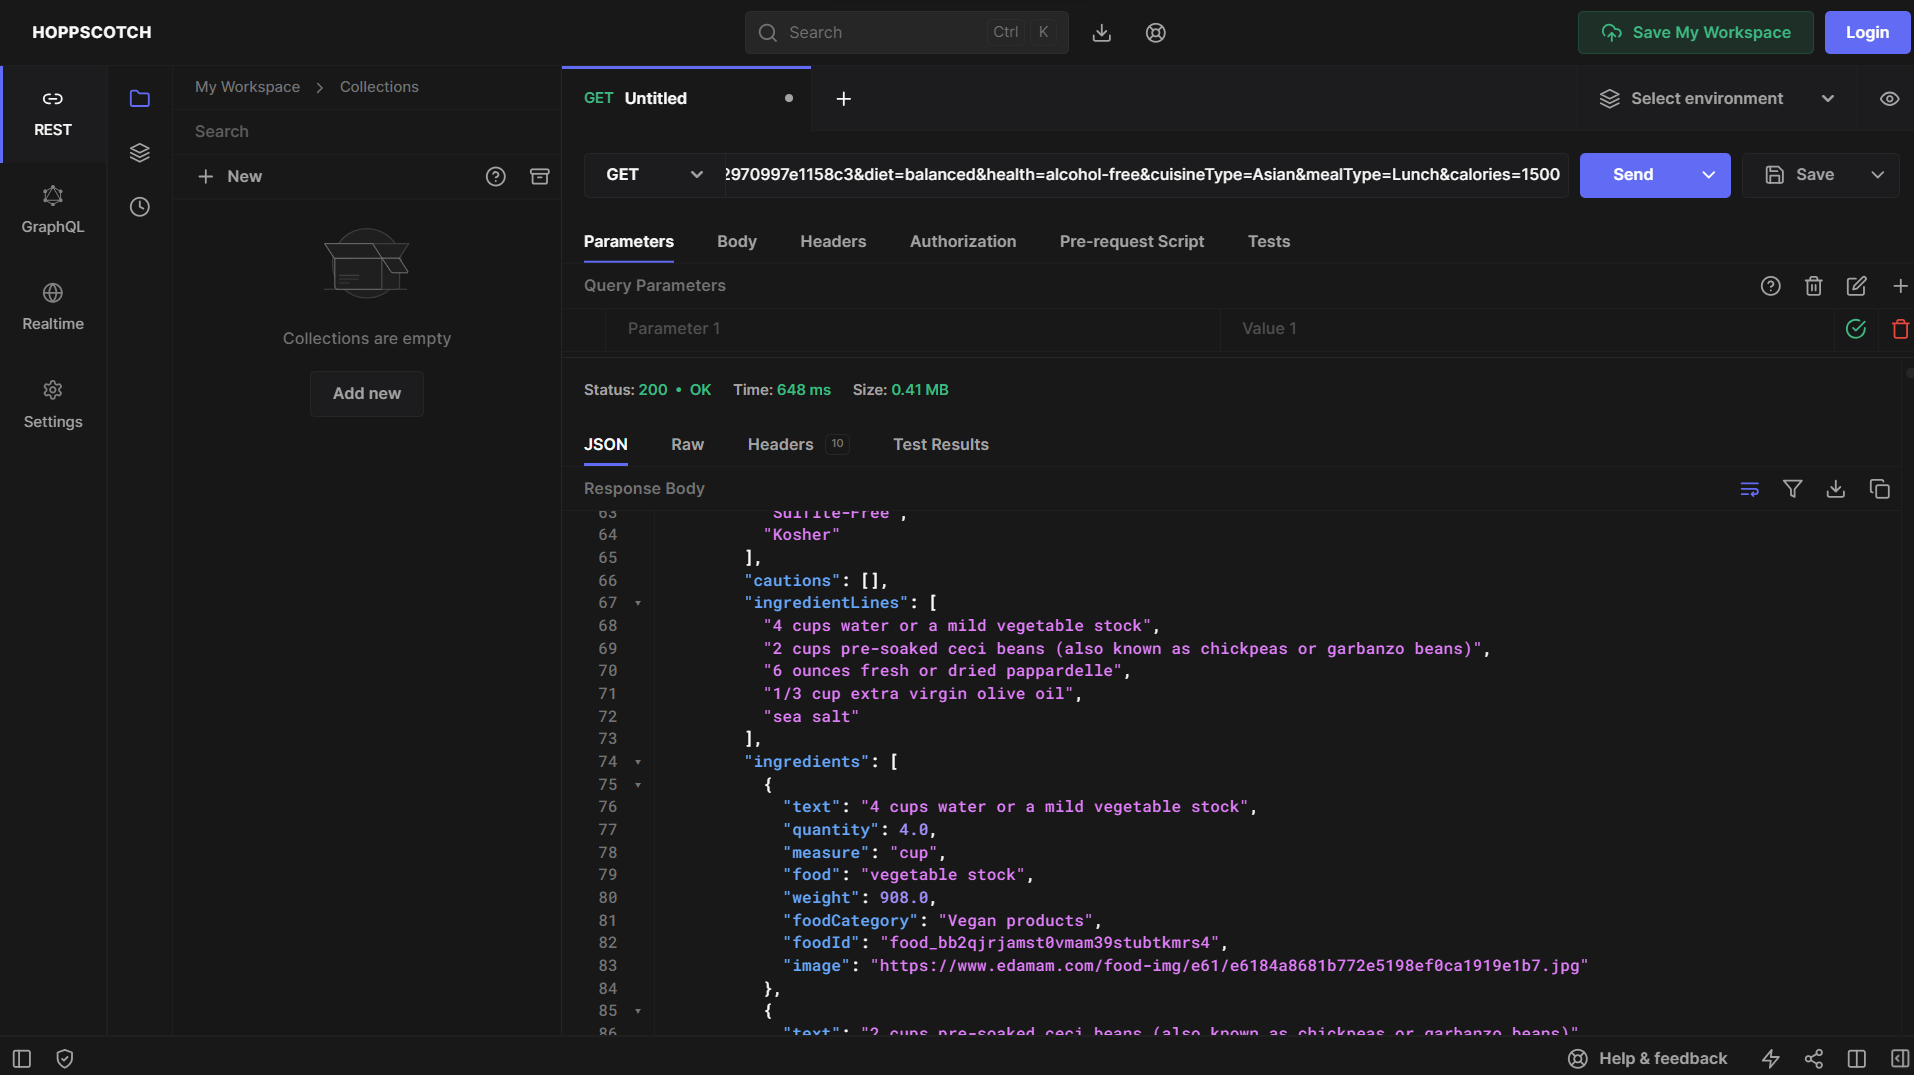 HOPPSCOTCH
Search
Ctrl K
Save My Workspace
Login
REST
GraphQL
Realtime
Settings
My Workspace > Collections
Search
New
Collections are empty
Add new
GET Untitled
Select environment
GET
2970997e1158c3&diet=balanced&health=alcohol-free&cuisineType=Asian&mealType=Lunch&calories=1500
Send
Save
Parameters Body Headers Authorization Pre-request Script Tests
Query Parameters
Parameter 1 Value 1
Status: 200 • OK Time: 648 ms Size: 0.41 MB
JSON Raw Headers 10 Test Results
Response Body
63 "Sulfite-Free",
64 "Kosher"
65 ],
66 "cautions": [],
67 "ingredientLines": [
68 "4 cups water or a mild vegetable stock",
69 "2 cups pre-soaked ceci beans (also known as chickpeas or garbanzo beans)",
70 "6 ounces fresh or dried pappardelle",
71 "1/3 cup extra virgin olive oil",
72 "sea salt"
73 ],
74 "ingredients": [
75 {
76 "text": "4 cups water or a mild vegetable stock",
77 "quantity": 4.0,
78 "measure": "cup",
79 "food": "vegetable stock",
80 "weight": 908.0,
81 "foodCategory": "Vegan products",
82 "foodId": "food_bb2qjrjamst0vmam39stubtkmrs4",
83 "image": "https://www.edamam.com/food-img/e61/e6184a8681b772e5198ef0ca1919e1b7.jpg"
84 },
85 {
86 "text": "2 cups pre-soaked ceci beans (also known as chickpeas or garbanzo beans)"
Help & feedback